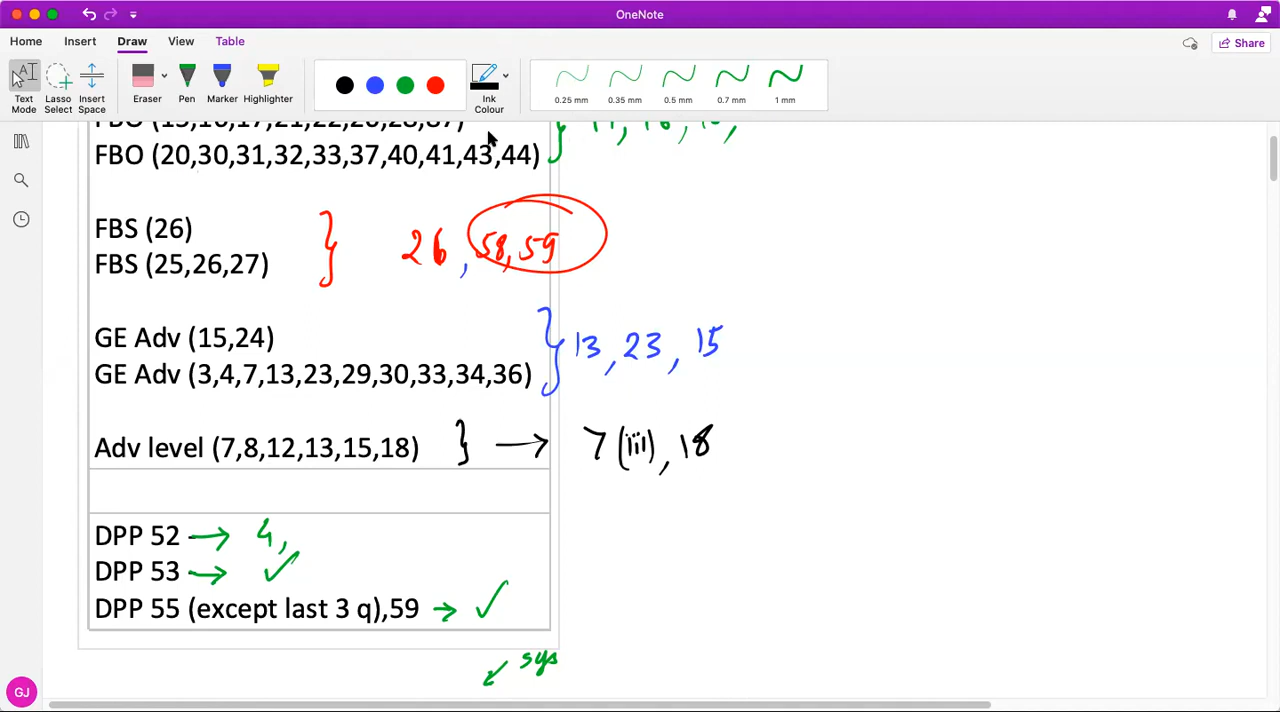 OneNote
Home Insert Draw View Table
Share
Text Mode
Lasso Select
Insert Space
Eraser
Pen
Marker
Highlighter
Ink Colour
0.25 mm 0.35 mm 0.5 mm 0.7 mm 1 mm
FBO (20,30,31,32,33,37,40,41,43,44)
FBS (26)
FBS (25,26,27)
26, 58,59
GE Adv (15,24)
GE Adv (3,4,7,13,23,29,30,33,34,36)
13, 23, 15
Adv level (7,8,12,13,15,18) } → 7 (iii), 18
DPP 52 → 4,
DPP 53 → ✓
DPP 55 (except last 3 q),59 → ✓
sys
GJ